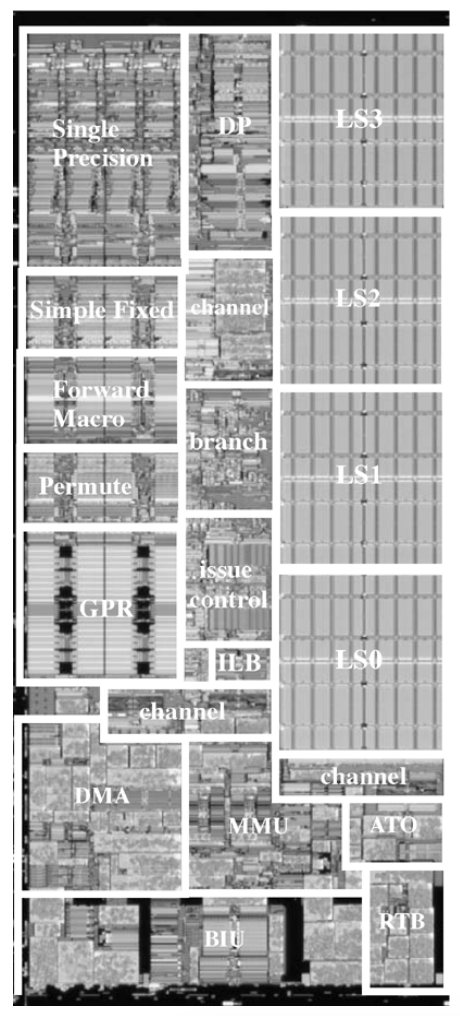 Single
Precision
DP
LS3
Simple Fixed
channel
LS2
Forward
Macro
branch
LS1
Permute
issue
control
GPR
ILB
LS0
channel
channel
DMA
MMU
ATO
BIU
RTB